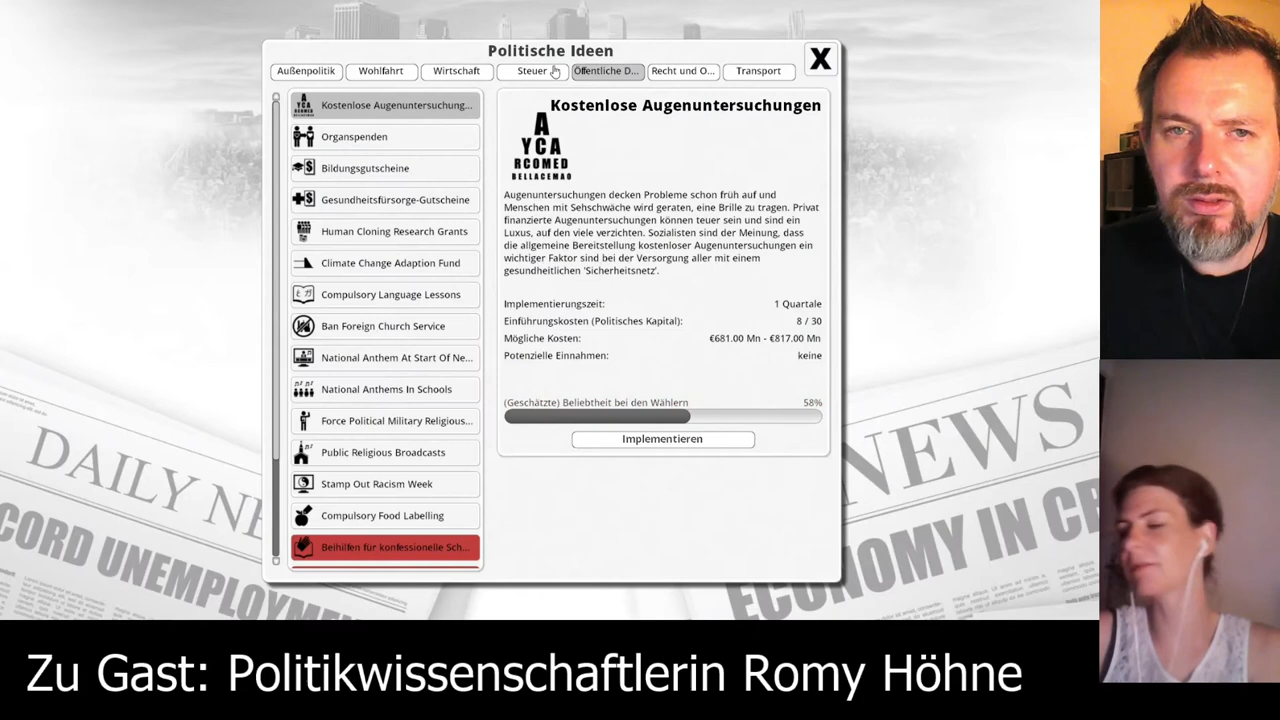 Politische Ideen
X
Außenpolitik
Wohlfahrt
Wirtschaft
Steuer
Öffentliche D...
Recht und O...
Transport
Kostenlose Augenuntersuchung...
Organspenden
Bildungsgutscheine
Gesundheitsfürsorge-Gutscheine
Human Cloning Research Grants
Climate Change Adaption Fund
Compulsory Language Lessons
Ban Foreign Church Service
National Anthem At Start Of Ne...
National Anthems In Schools
Force Political Military Religious...
Public Religious Broadcasts
Stamp Out Racism Week
Compulsory Food Labelling
Beihilfen für konfessionelle Sch...
Kostenlose Augenuntersuchungen
A
YCA
RCOMED
BELLACEMAO
Augenuntersuchungen decken Probleme schon früh auf und
Menschen mit Sehschwäche wird geraten, eine Brille zu tragen. Privat
finanzierte Augenuntersuchungen können teuer sein und sind ein
Luxus, auf den viele verzichten. Sozialisten sind der Meinung, dass
die allgemeine Bereitstellung kostenloser Augenuntersuchungen ein
wichtiger Faktor sind bei der Versorgung aller mit einem
gesundheitlichen 'Sicherheitsnetz'.
Implementierungszeit: 1 Quartale
Einführungskosten (Politisches Kapital): 8 / 30
Mögliche Kosten: €681.00 Mn - €817.00 Mn
Potenzielle Einnahmen: keine
(Geschätzte) Beliebtheit bei den Wählern 58%
Implementieren
DAILY NE
CORD UNEMPLOYM
NEWS
ECONOMY IN CR
Zu Gast: Politikwissenschaftlerin Romy Höhne